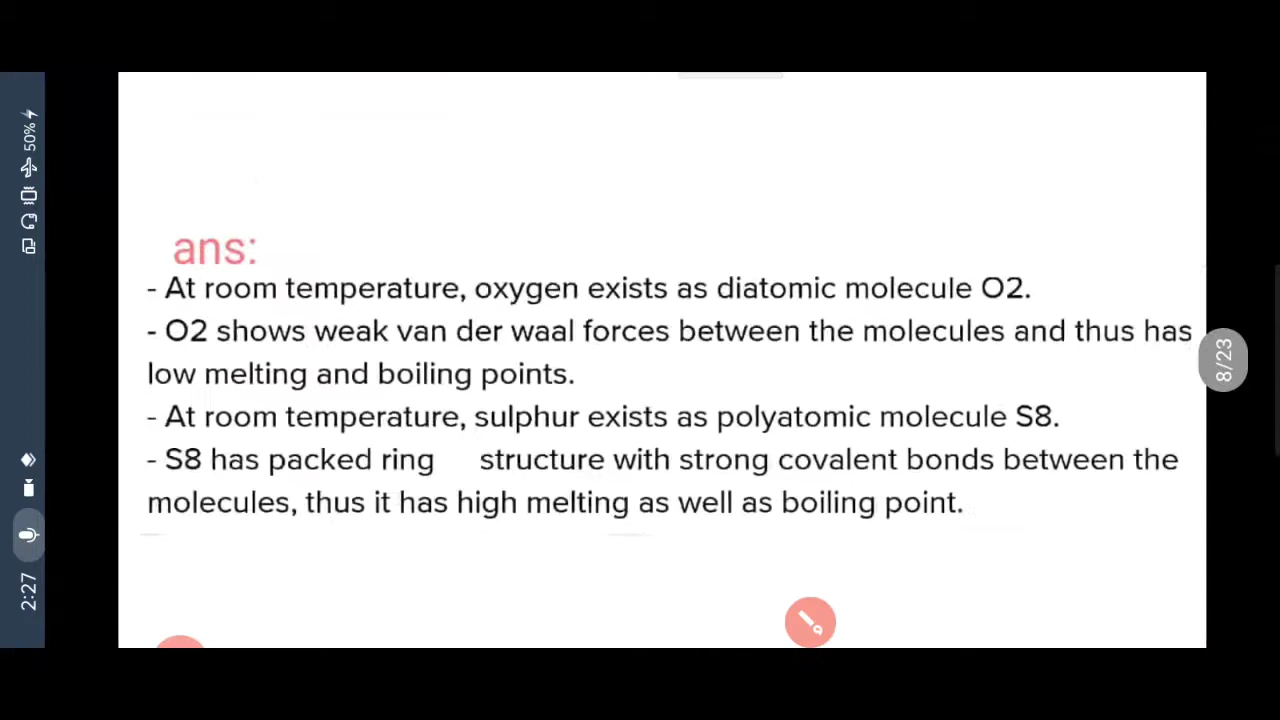 ans:
- At room temperature, oxygen exists as diatomic molecule O2.
- O2 shows weak van der waal forces between the molecules and thus has
low melting and boiling points.
- At room temperature, sulphur exists as polyatomic molecule S8.
- S8 has packed ring structure with strong covalent bonds between the
molecules, thus it has high melting as well as boiling point.
8/23
50%
2:27